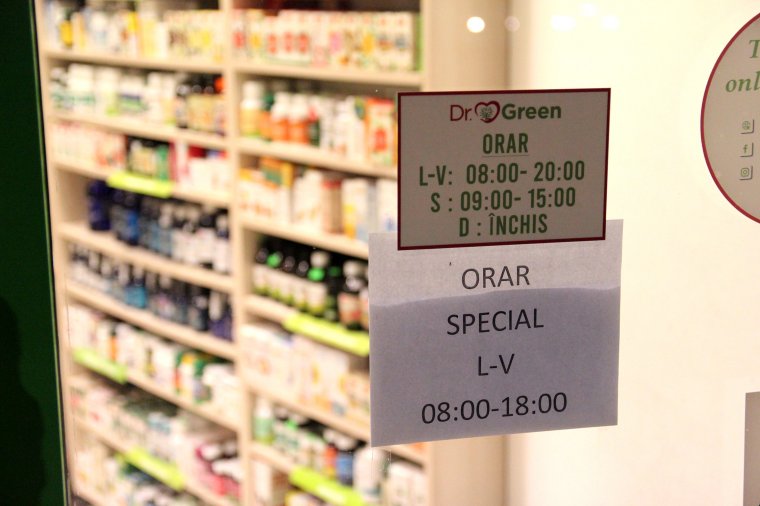 Dr. Green
ORAR
L-V: 08:00- 20:00
S : 09:00- 15:00
D : ÎNCHIS
ORAR
SPECIAL
L-V
08:00-18:00